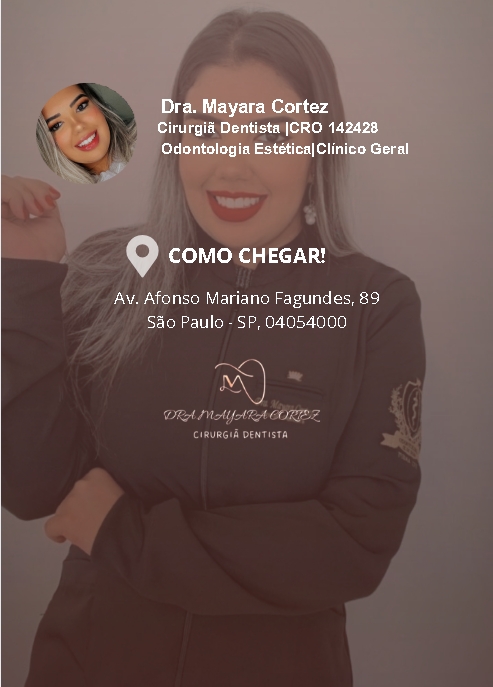 Dra. Mayara Cortez
Cirurgiã Dentista |CRO 142428
Odontologia Estética|Clínico Geral
COMO CHEGAR!
Av. Afonso Mariano Fagundes, 89
São Paulo - SP, 04054000
DRA.MAYARA CORTEZ
CIRURGIÃ DENTISTA